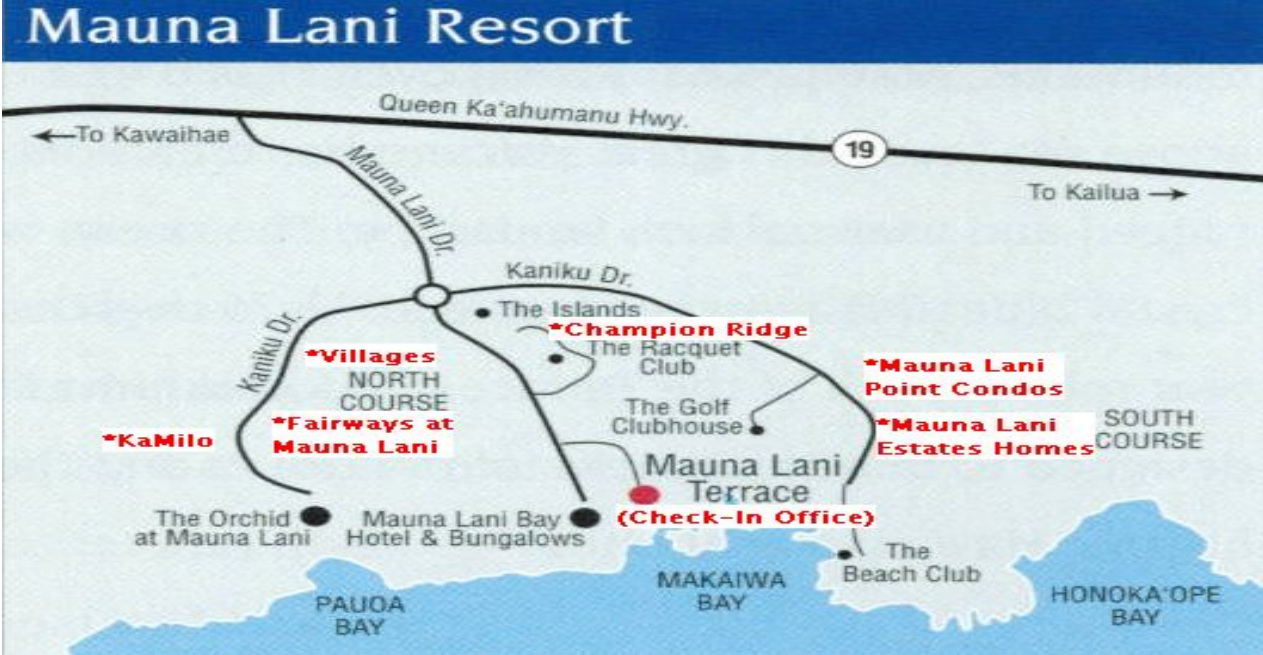 Mauna Lani Resort
Queen Ka'ahumanu Hwy.
←To Kawaihae
19
To Kailua →
Mauna Lani Dr.
Kaniku Dr.
The Islands
*Champion Ridge
The Racquet
Club
Kaniku Dr.
*Villages
NORTH
COURSE
*Fairways at
Mauna Lani
*KaMilo
*Mauna Lani
Point Condos
The Golf
Clubhouse
*Mauna Lani
Estates Homes
SOUTH
COURSE
Mauna Lani
Terrace
(Check-In Office)
The Orchid
at Mauna Lani
Mauna Lani Bay
Hotel & Bungalows
The
Beach Club
PAUOA
BAY
MAKAIWA
BAY
HONOKA'OPE
BAY